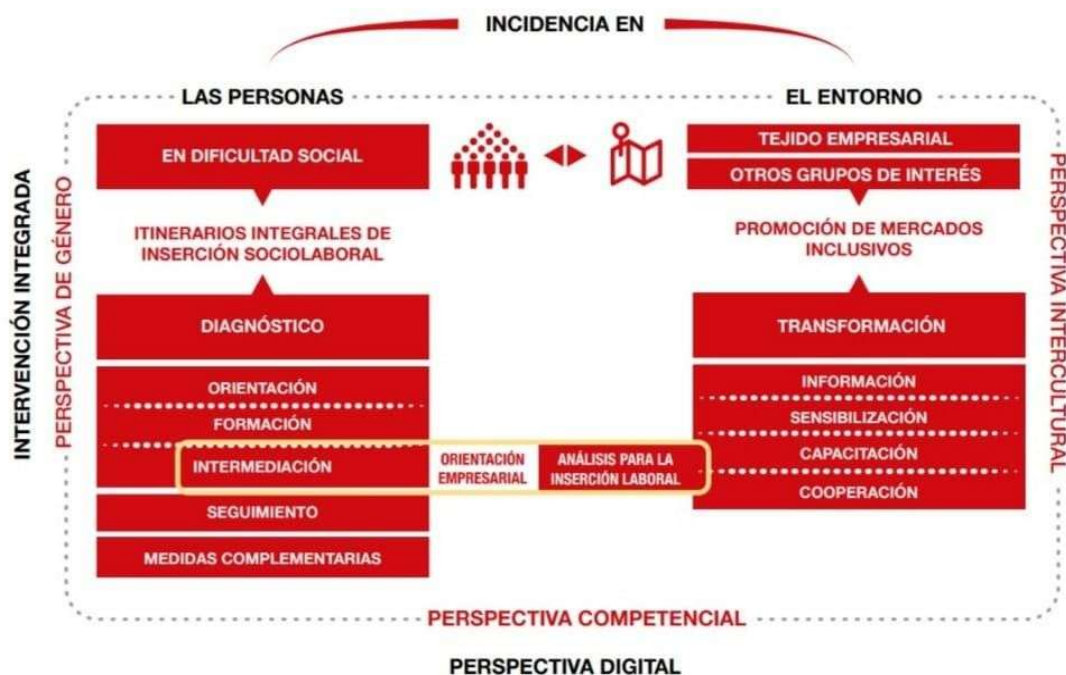 INCIDENCIA EN
LAS PERSONAS
EL ENTORNO
EN DIFICULTAD SOCIAL
TEJIDO EMPRESARIAL
OTROS GRUPOS DE INTERÉS
ITINERARIOS INTEGRALES DE
INSERCIÓN SOCIOLABORAL
PROMOCIÓN DE MERCADOS
INCLUSIVOS
DIAGNÓSTICO
TRANSFORMACIÓN
ORIENTACIÓN
FORMACIÓN
INTERMEDIACIÓN
ORIENTACIÓN
EMPRESARIAL
ANÁLISIS PARA LA
INSERCIÓN LABORAL
INFORMACIÓN
SENSIBILIZACIÓN
CAPACITACIÓN
COOPERACIÓN
SEGUIMIENTO
MEDIDAS COMPLEMENTARIAS
INTERVENCIÓN INTEGRADA
PERSPECTIVA DE GÉNERO
PERSPECTIVA INTERCULTURAL
PERSPECTIVA COMPETENCIAL
PERSPECTIVA DIGITAL